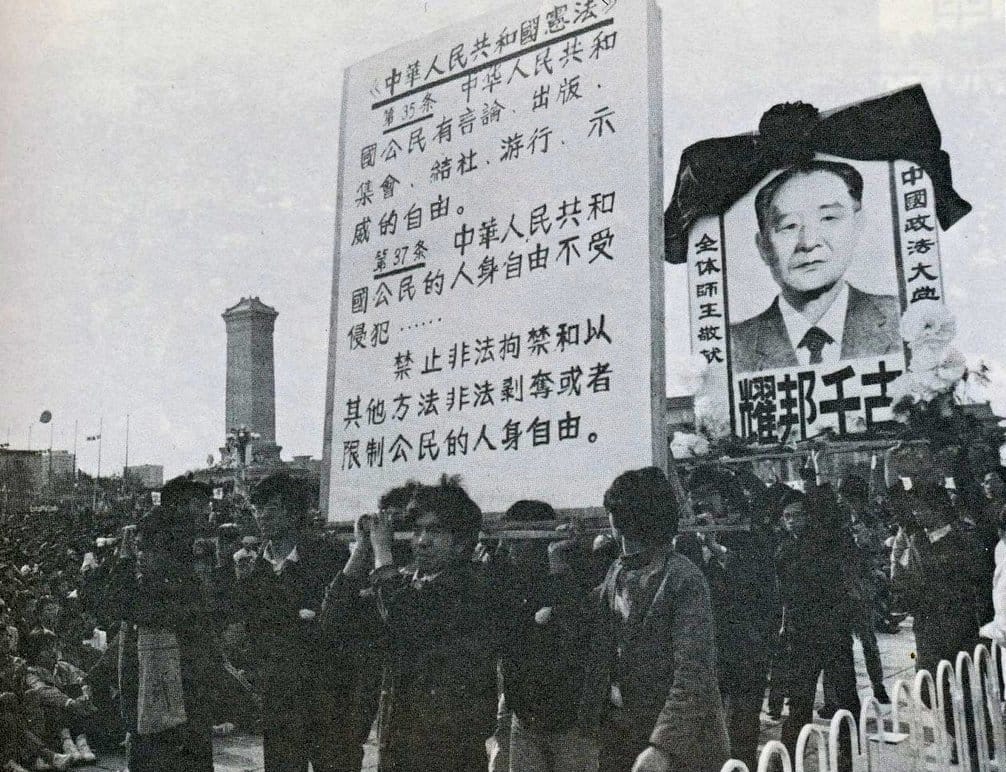 《中華人民共和國憲法》
第35条 中华人民共和
國公民有言論、出版、
集會、結社、游行、示
威的自由。
第37条 中華人民共和
國公民的人身自由不受
侵犯……
禁止非法拘禁和以
其他方法非法剥奪或者
限制公民的人身自由。
中國政法大学
全体師生敬
耀邦千古